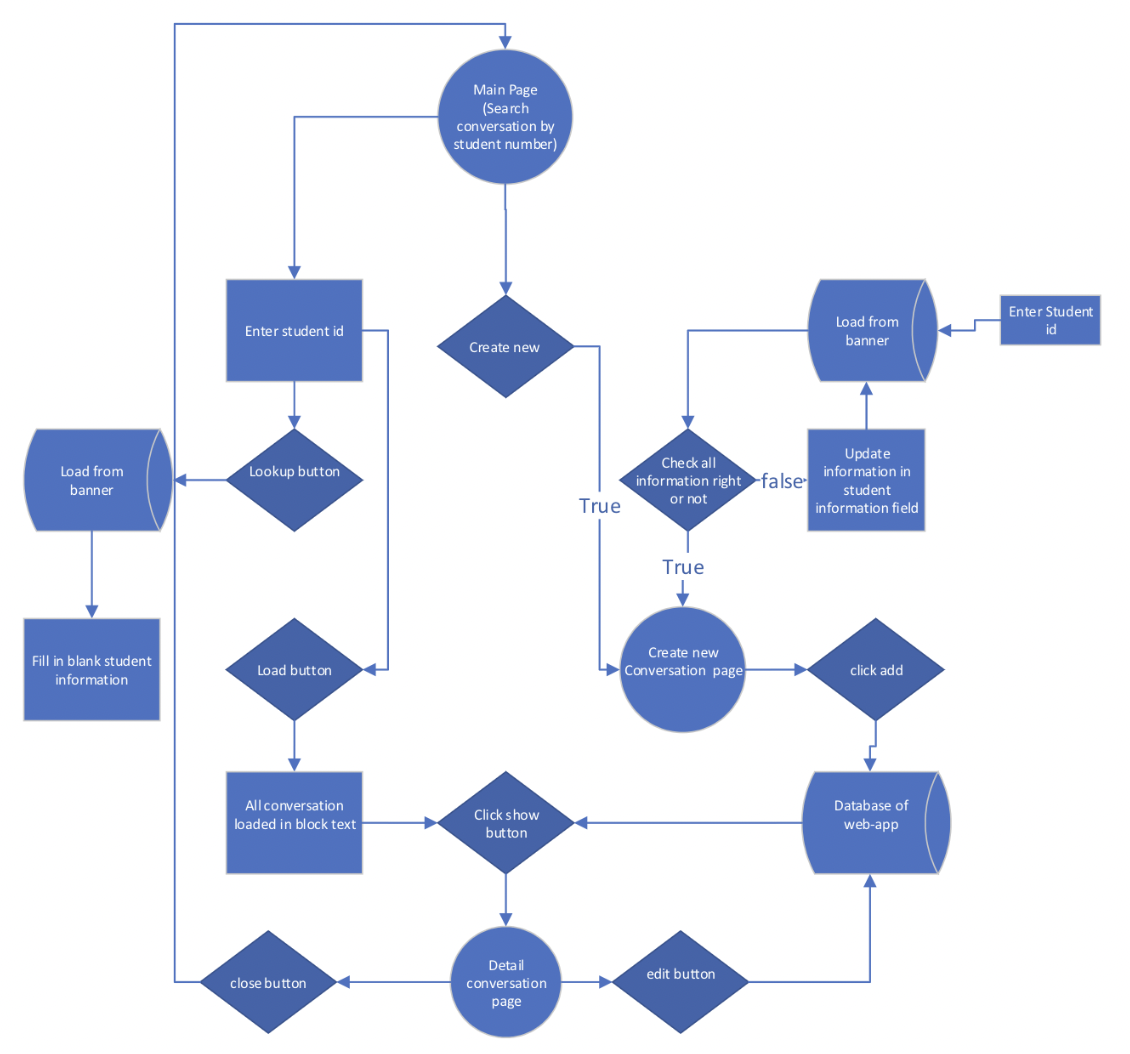 Main Page
(Search
conversation by
student number)
Enter student id
Create new
Load from
banner
Enter Student
id
Load from
banner
Lookup button
Check all
information right
or not
false
Update
information in
student
information field
True
True
Fill in blank student
information
Load button
Create new
Conversation page
click add
All conversation
loaded in block text
Click show
button
Database of
web-app
close button
Detail
conversation
page
edit button